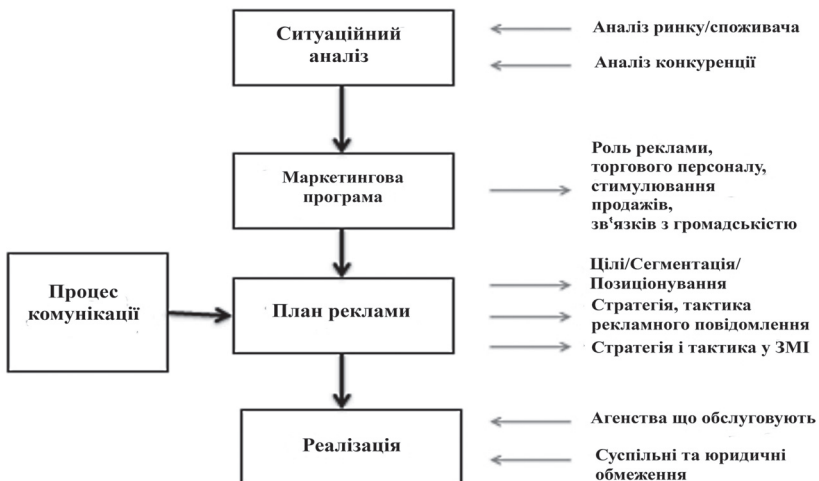 Ситуаційний
аналіз
Аналіз ринку/споживача
Аналіз конкуренції
Маркетингова
програма
Роль реклами,
торгового персоналу,
стимулювання
продажів,
зв‛язків з громадськістю
Процес
комунікації
План реклами
Цілі/Сегментація/
Позиціонування
Стратегія, тактика
рекламного повідомлення
Стратегія і тактика у ЗМІ
Реалізація
Агенства що обслуговують
Суспільні та юридичні
обмеження